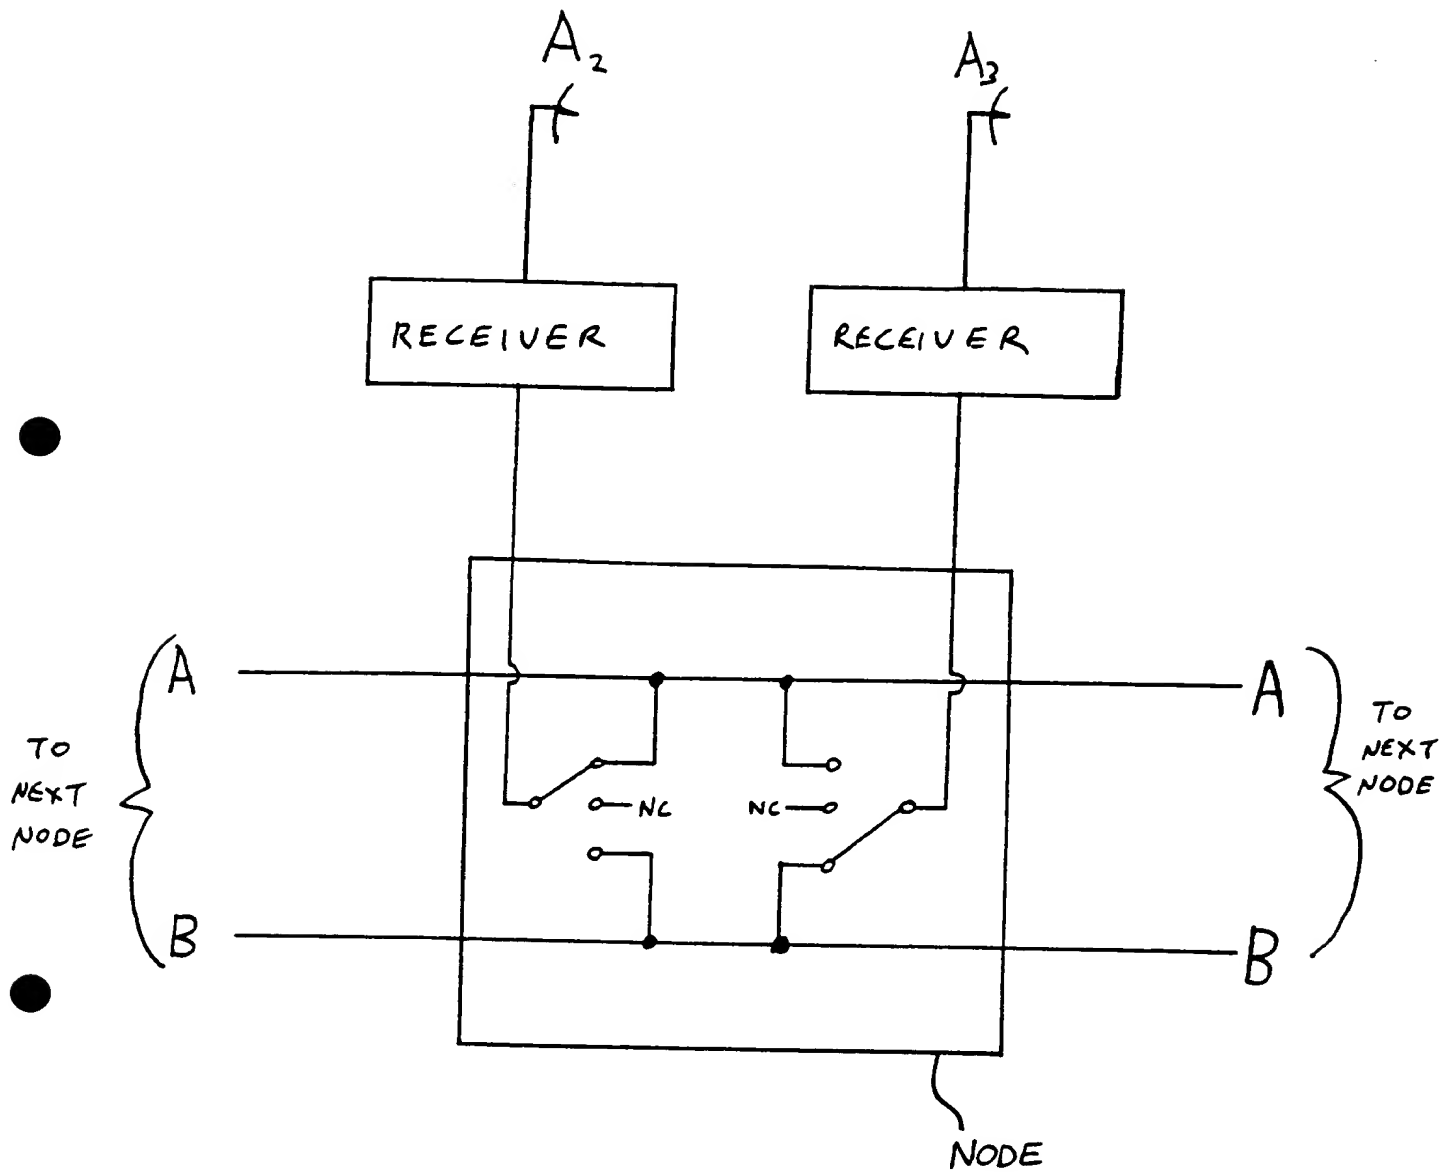 A2
A3
RECEIVER
RECEIVER
A
A
TO
NEXT
NODE
TO
NEXT
NODE
NC
NC
B
B
NODE